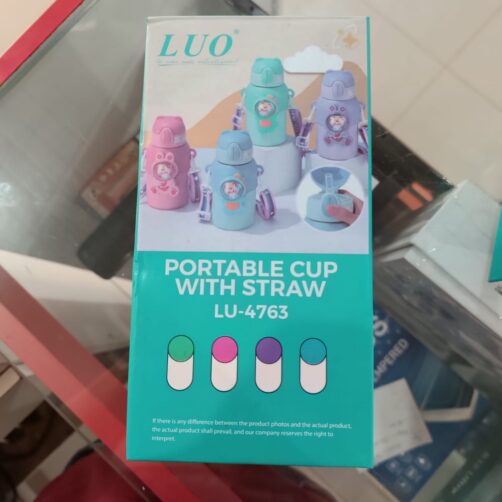 LUO®
PORTABLE CUP
WITH STRAW
LU-4763
If there is any difference between the product photos and the actual product,
the actual product shall prevail, and our company reserves the right to
interpret.